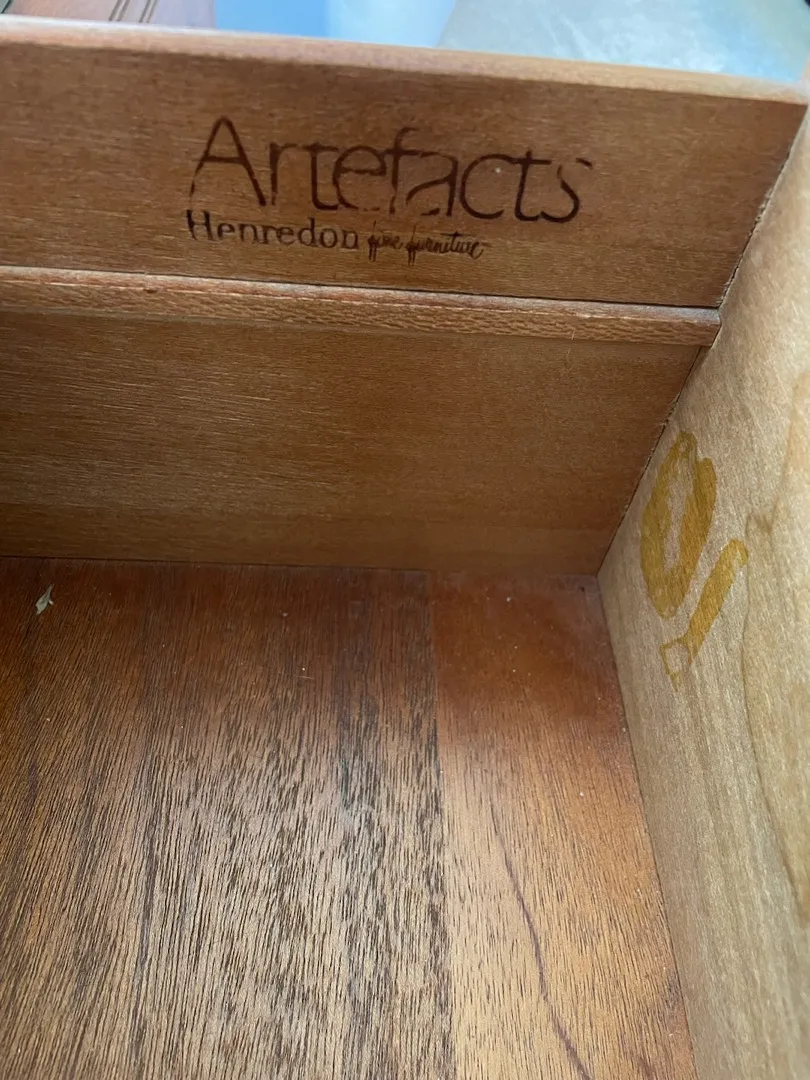 Artefacts
Henredon fine furniture